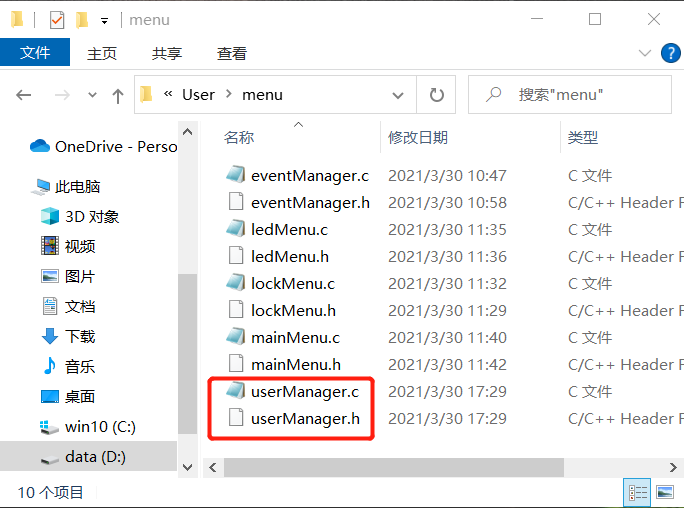 menu
文件 主页 共享 查看
« User › menu 搜索"menu"
名称 修改日期 类型
OneDrive - Perso
此电脑
3D 对象
视频
图片
文档
下载
音乐
桌面
win10 (C:)
data (D:)
eventManager.c 2021/3/30 10:47 C 文件
eventManager.h 2021/3/30 10:58 C/C++ Header F
ledMenu.c 2021/3/30 11:35 C 文件
ledMenu.h 2021/3/30 11:36 C/C++ Header F
lockMenu.c 2021/3/30 11:32 C 文件
lockMenu.h 2021/3/30 11:29 C/C++ Header F
mainMenu.c 2021/3/30 11:40 C 文件
mainMenu.h 2021/3/30 11:42 C/C++ Header F
userManager.c 2021/3/30 17:29 C 文件
userManager.h 2021/3/30 17:29 C/C++ Header F
10 个项目